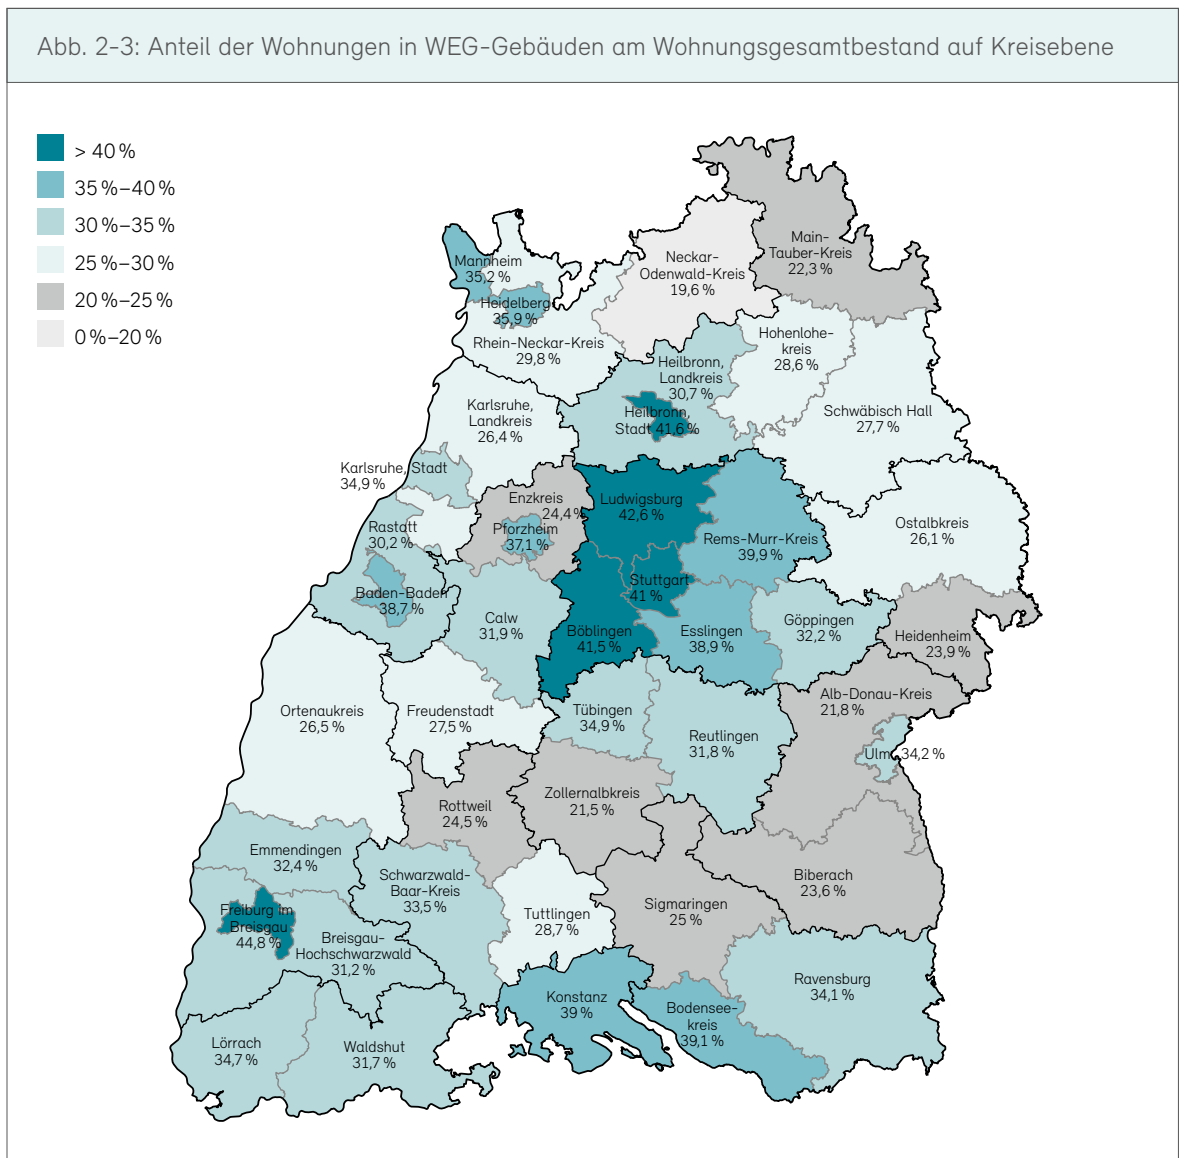 Abb. 2-3: Anteil der Wohnungen in WEG-Gebäuden am Wohnungsgesamtbestand auf Kreisebene
> 40 %
35 %–40 %
30 %–35 %
25 %–30 %
20 %–25 %
0 %–20 %
Main-
Tauber-Kreis
22,3 %
Neckar-
Odenwald-Kreis
19,6 %
Mannheim
35,2 %
Heidelberg
35,9 %
Rhein-Neckar-Kreis
29,8 %
Hohenlohe-
kreis
28,6 %
Heilbronn,
Landkreis
30,7 %
Heilbronn,
Stadt 41,6 %
Schwäbisch Hall
27,7 %
Karlsruhe,
Landkreis
26,4 %
Karlsruhe, Stadt
34,9 %
Enzkreis
24,4 %
Pforzheim
37,1 %
Ludwigsburg
42,6 %
Rems-Murr-Kreis
39,9 %
Ostalbkreis
26,1 %
Rastatt
30,2 %
Baden-Baden
38,7 %
Calw
31,9 %
Stuttgart
41 %
Böblingen
41,5 %
Esslingen
38,9 %
Göppingen
32,2 %
Heidenheim
23,9 %
Ortenaukreis
26,5 %
Freudenstadt
27,5 %
Tübingen
34,9 %
Reutlingen
31,8 %
Alb-Donau-Kreis
21,8 %
Ulm 34,2 %
Rottweil
24,5 %
Zollernalbkreis
21,5 %
Emmendingen
32,4 %
Schwarzwald-
Baar-Kreis
33,5 %
Tuttlingen
28,7 %
Sigmaringen
25 %
Biberach
23,6 %
Freiburg im
Breisgau
44,8 %
Breisgau-
Hochschwarzwald
31,2 %
Konstanz
39 %
Bodensee-
kreis
39,1 %
Ravensburg
34,1 %
Lörrach
34,7 %
Waldshut
31,7 %